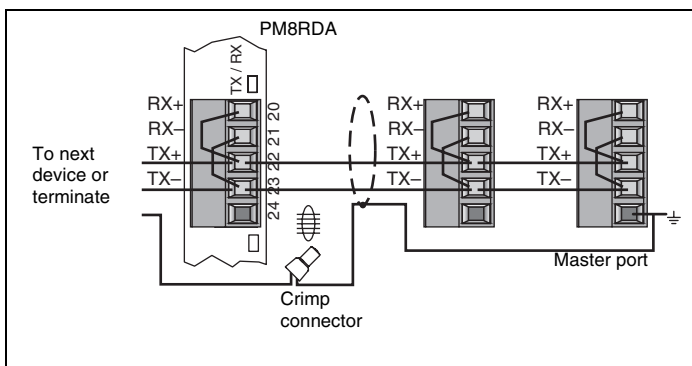 PM8RDA
TX / RX
RX+
RX–
TX+
TX–
20
21
22
23
24
To next
device or
terminate
Crimp
connector
RX+
RX–
TX+
TX–
RX+
RX–
TX+
TX–
Master port